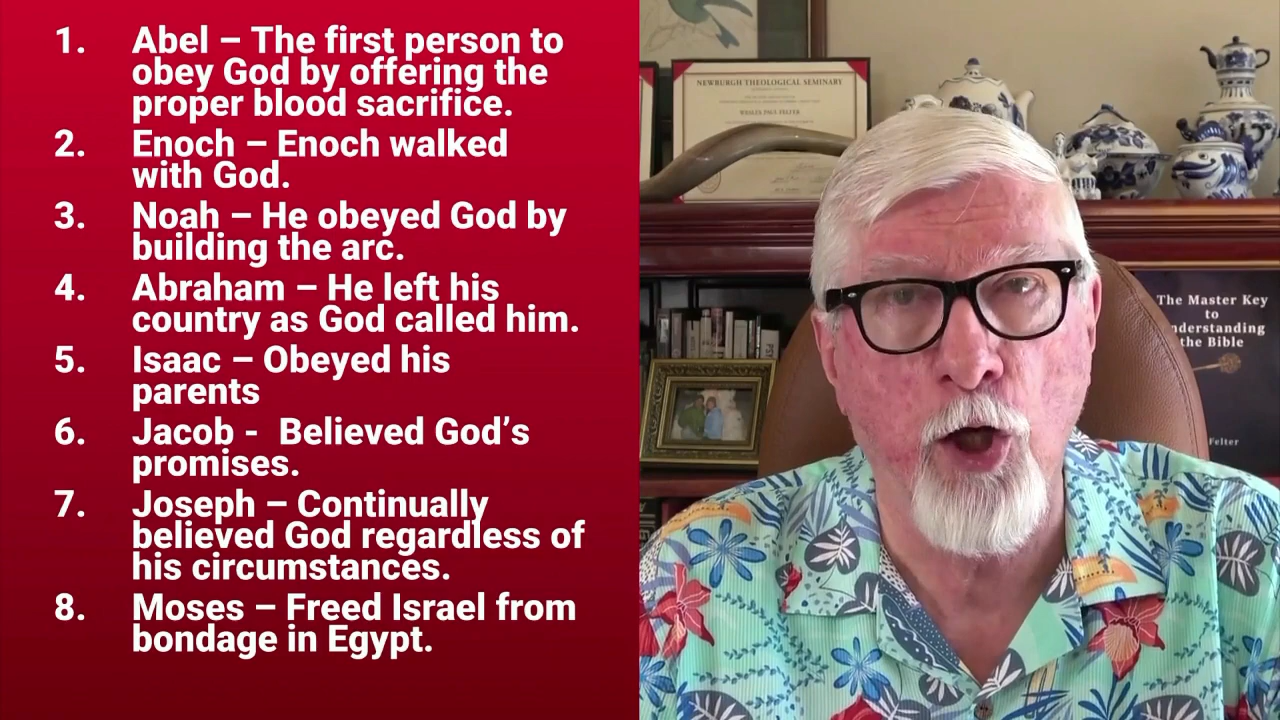 1. Abel – The first person to
obey God by offering the
proper blood sacrifice.
2. Enoch – Enoch walked
with God.
3. Noah – He obeyed God by
building the arc.
4. Abraham – He left his
country as God called him.
5. Isaac – Obeyed his
parents
6. Jacob -  Believed God's
promises.
7. Joseph – Continually
believed God regardless of
his circumstances.
8. Moses – Freed Israel from
bondage in Egypt.
NEWBURGH THEOLOGICAL SEMINARY
The Master Key
to
nderstanding
the Bible
Felter